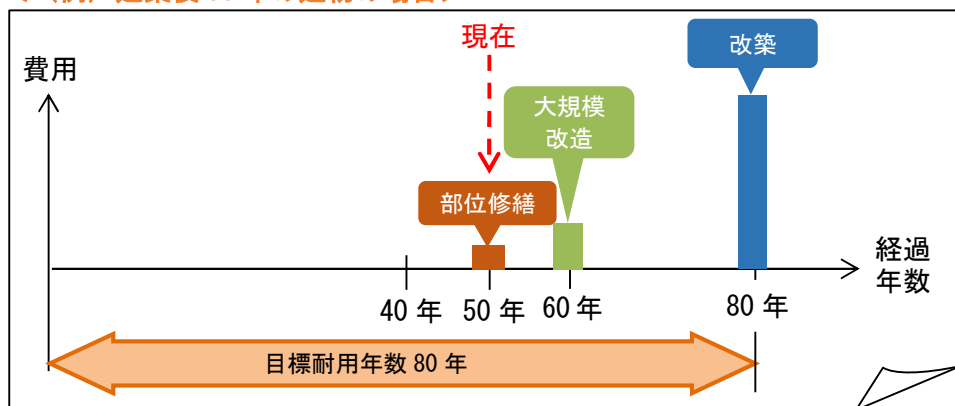 現在
改築
費用
大規模
改造
部位修繕
経過
年数
40 年
50 年
60 年
80 年
目標耐用年数 80 年